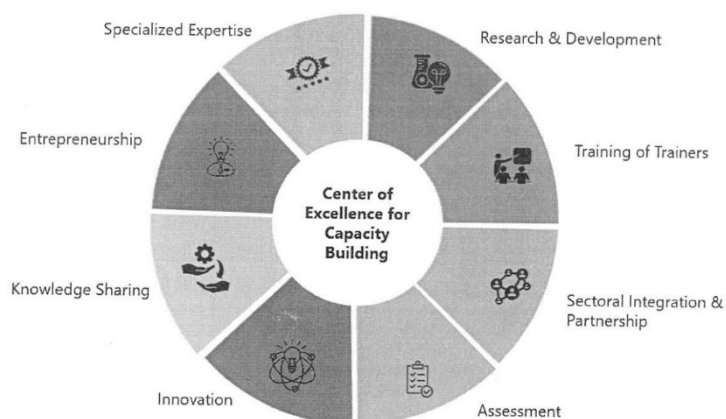 Specialized Expertise
Research & Development
Entrepreneurship
Training of Trainers
Center of
Excellence for
Capacity
Building
Knowledge Sharing
Sectoral Integration &
Partnership
Innovation
Assessment